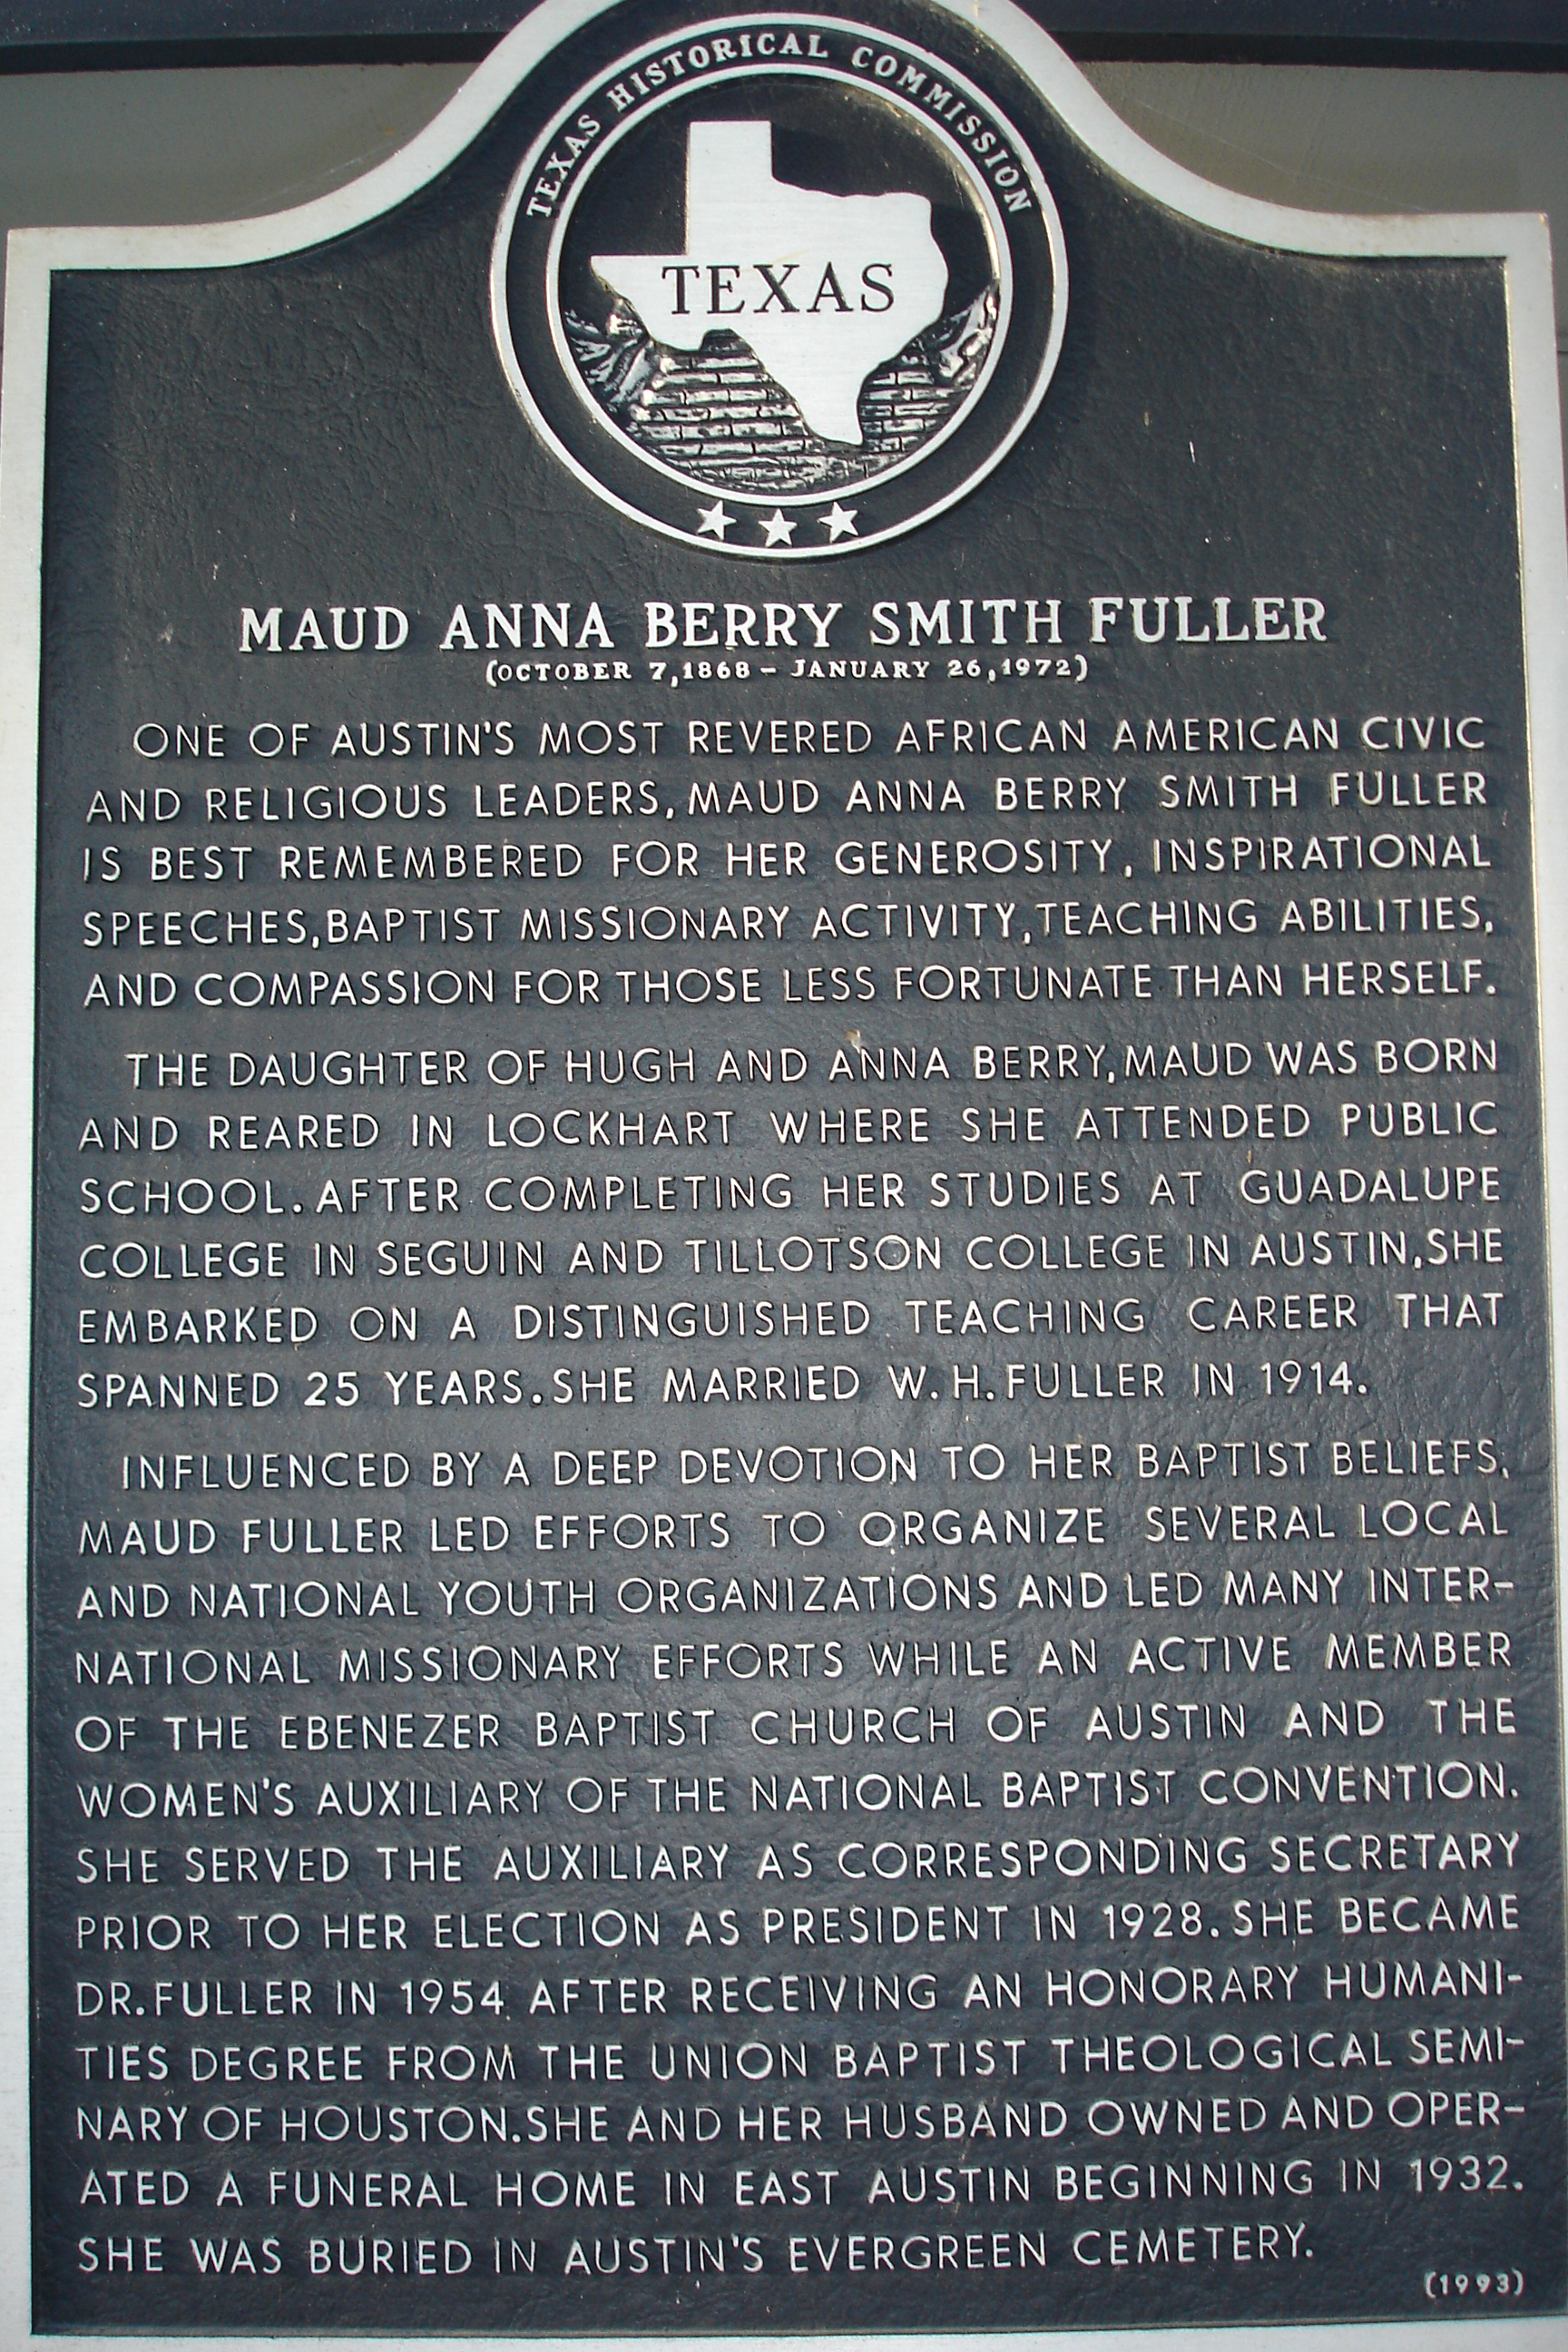 TEXAS HISTORICAL COMMISSION
TEXAS
MAUD ANNA BERRY SMITH FULLER
(OCTOBER 7,1868 - JANUARY 26,1972)
ONE OF AUSTIN'S MOST REVERED AFRICAN AMERICAN CIVIC
AND RELIGIOUS LEADERS, MAUD ANNA BERRY SMITH FULLER
IS BEST REMEMBERED FOR HER GENEROSITY, INSPIRATIONAL
SPEECHES, BAPTIST MISSIONARY ACTIVITY, TEACHING ABILITIES,
AND COMPASSION FOR THOSE LESS FORTUNATE THAN HERSELF.
THE DAUGHTER OF HUGH AND ANNA BERRY, MAUD WAS BORN
AND REARED IN LOCKHART WHERE SHE ATTENDED PUBLIC
SCHOOL. AFTER COMPLETING HER STUDIES AT GUADALUPE
COLLEGE IN SEGUIN AND TILLOTSON COLLEGE IN AUSTIN, SHE
EMBARKED ON A DISTINGUISHED TEACHING CAREER THAT
SPANNED 25 YEARS. SHE MARRIED W. H. FULLER IN 1914.
INFLUENCED BY A DEEP DEVOTION TO HER BAPTIST BELIEFS,
MAUD FULLER LED EFFORTS TO ORGANIZE SEVERAL LOCAL
AND NATIONAL YOUTH ORGANIZATIONS AND LED MANY INTER-
NATIONAL MISSIONARY EFFORTS WHILE AN ACTIVE MEMBER
OF THE EBENEZER BAPTIST CHURCH OF AUSTIN AND THE
WOMEN'S AUXILIARY OF THE NATIONAL BAPTIST CONVENTION.
SHE SERVED THE AUXILIARY AS CORRESPONDING SECRETARY
PRIOR TO HER ELECTION AS PRESIDENT IN 1928. SHE BECAME
DR. FULLER IN 1954 AFTER RECEIVING AN HONORARY HUMANI-
TIES DEGREE FROM THE UNION BAPTIST THEOLOGICAL SEMI-
NARY OF HOUSTON. SHE AND HER HUSBAND OWNED AND OPER-
ATED A FUNERAL HOME IN EAST AUSTIN BEGINNING IN 1932.
SHE WAS BURIED IN AUSTIN'S EVERGREEN CEMETERY.
(1993)